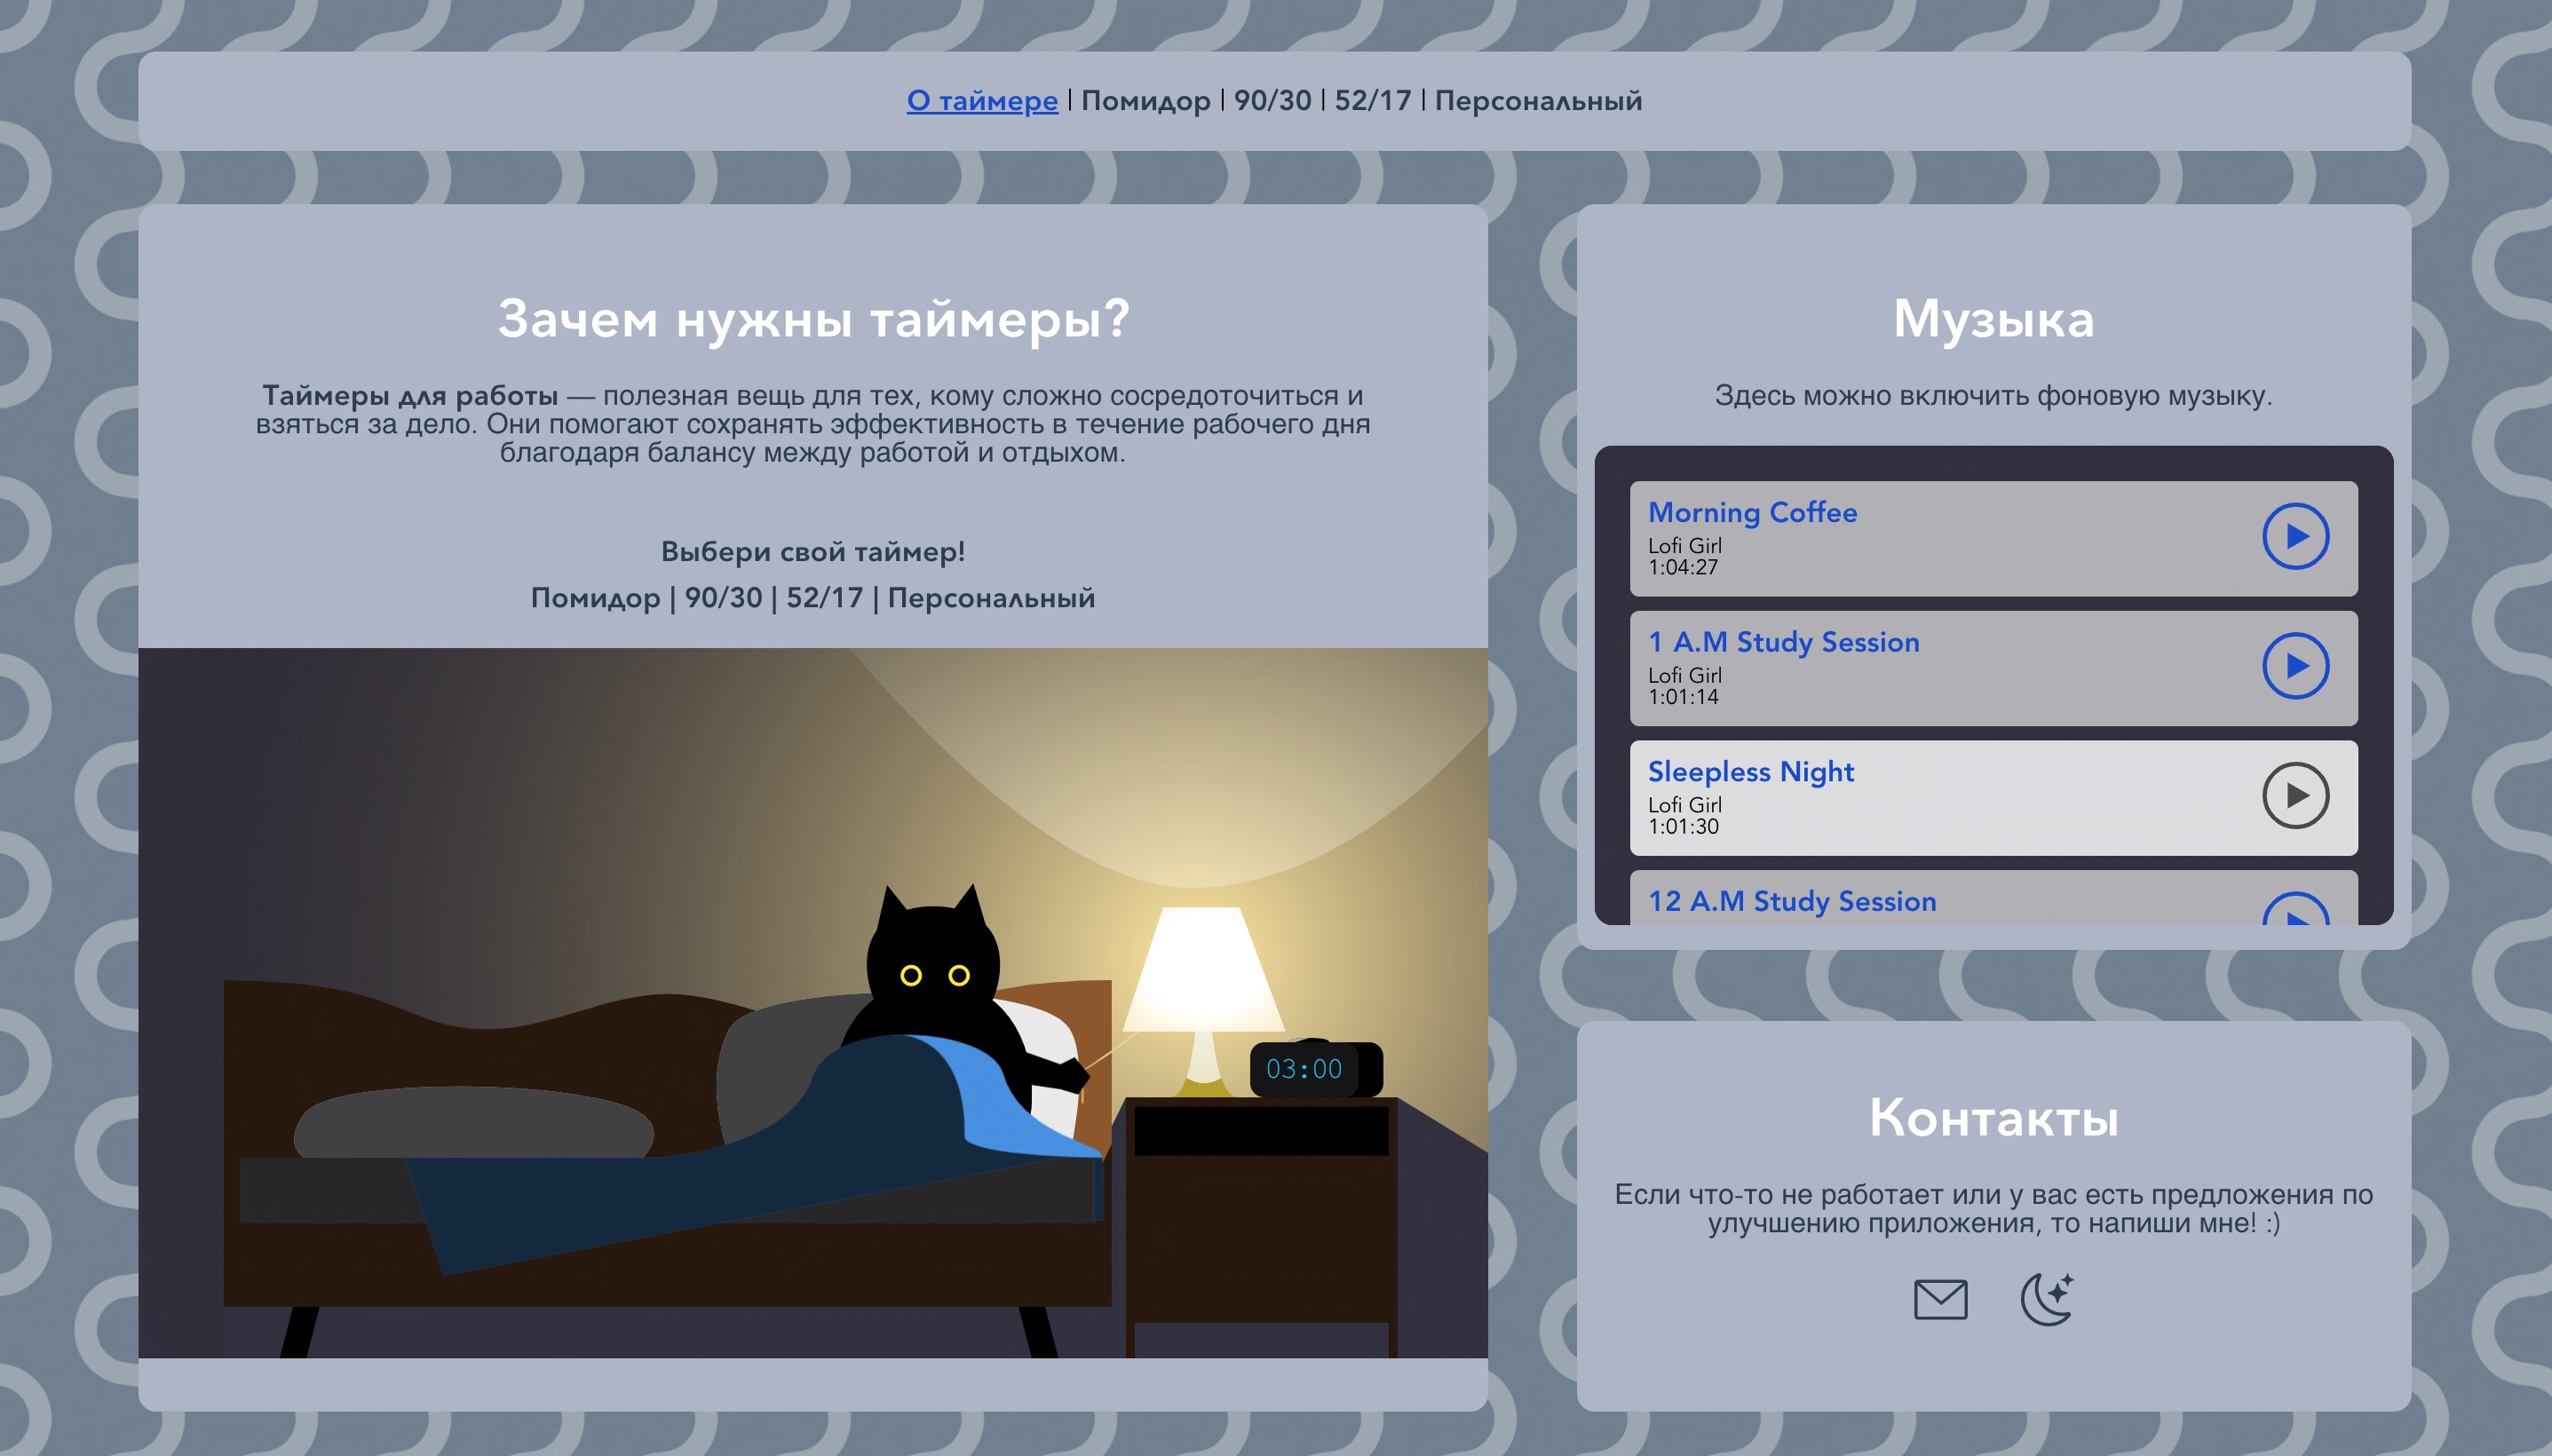 О таймере | Помидор | 90/30 | 52/17 | Персональный
Зачем нужны таймеры?
Таймеры для работы — полезная вещь для тех, кому сложно сосредоточиться и
взяться за дело. Они помогают сохранять эффективность в течение рабочего дня
благодаря балансу между работой и отдыхом.
Выбери свой таймер!
Помидор | 90/30 | 52/17 | Персональный
03:00
Музыка
Здесь можно включить фоновую музыку.
Morning Coffee
Lofi Girl
1:04:27
1 A.M Study Session
Lofi Girl
1:01:14
Sleepless Night
Lofi Girl
1:01:30
12 A.M Study Session
Контакты
Если что-то не работает или у вас есть предложения по
улучшению приложения, то напиши мне! :)